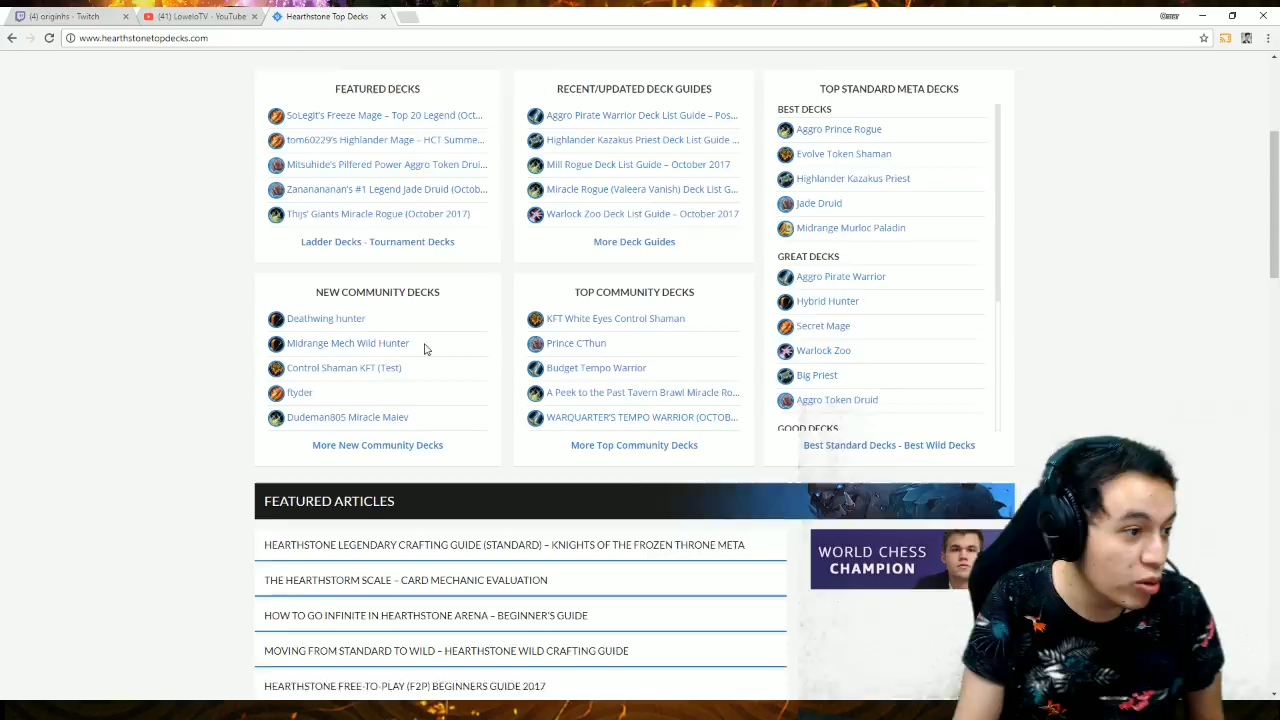 (4) originhs - Twitch
(41) LoweloTV - YouTube
Hearthstone Top Decks
www.hearthstonetopdecks.com
FEATURED DECKS
SoLegit's Freeze Mage – Top 20 Legend (Oct...
tom60229's Highlander Mage – HCT Summe...
Mitsuhide's Pilfered Power Aggro Token Drui...
Zananananan's #1 Legend Jade Druid (Octob...
Thijs' Giants Miracle Rogue (October 2017)
Ladder Decks - Tournament Decks
RECENT/UPDATED DECK GUIDES
Aggro Pirate Warrior Deck List Guide – Pos...
Highlander Kazakus Priest Deck List Guide ...
Mill Rogue Deck List Guide – October 2017
Miracle Rogue (Valeera Vanish) Deck List G...
Warlock Zoo Deck List Guide – October 2017
More Deck Guides
TOP STANDARD META DECKS
BEST DECKS
Aggro Prince Rogue
Evolve Token Shaman
Highlander Kazakus Priest
Jade Druid
Midrange Murloc Paladin
GREAT DECKS
Aggro Pirate Warrior
Hybrid Hunter
Secret Mage
Warlock Zoo
Big Priest
Aggro Token Druid
GOOD DECKS
Best Standard Decks - Best Wild Decks
NEW COMMUNITY DECKS
Deathwing hunter
Midrange Mech Wild Hunter
Control Shaman KFT (Test)
ftyder
Dudeman805 Miracle Maiev
More New Community Decks
TOP COMMUNITY DECKS
KFT White Eyes Control Shaman
Prince C'Thun
Budget Tempo Warrior
A Peek to the Past Tavern Brawl Miracle Ro...
WARQUARTER'S TEMPO WARRIOR (OCTOB...
More Top Community Decks
FEATURED ARTICLES
HEARTHSTONE LEGENDARY CRAFTING GUIDE (STANDARD) – KNIGHTS OF THE FROZEN THRONE META
THE HEARTHSTORM SCALE – CARD MECHANIC EVALUATION
HOW TO GO INFINITE IN HEARTHSTONE ARENA – BEGINNER'S GUIDE
MOVING FROM STANDARD TO WILD – HEARTHSTONE WILD CRAFTING GUIDE
HEARTHSTONE FREE-TO-PLAY (F2P) BEGINNERS GUIDE 2017
WORLD CHESS
CHAMPION